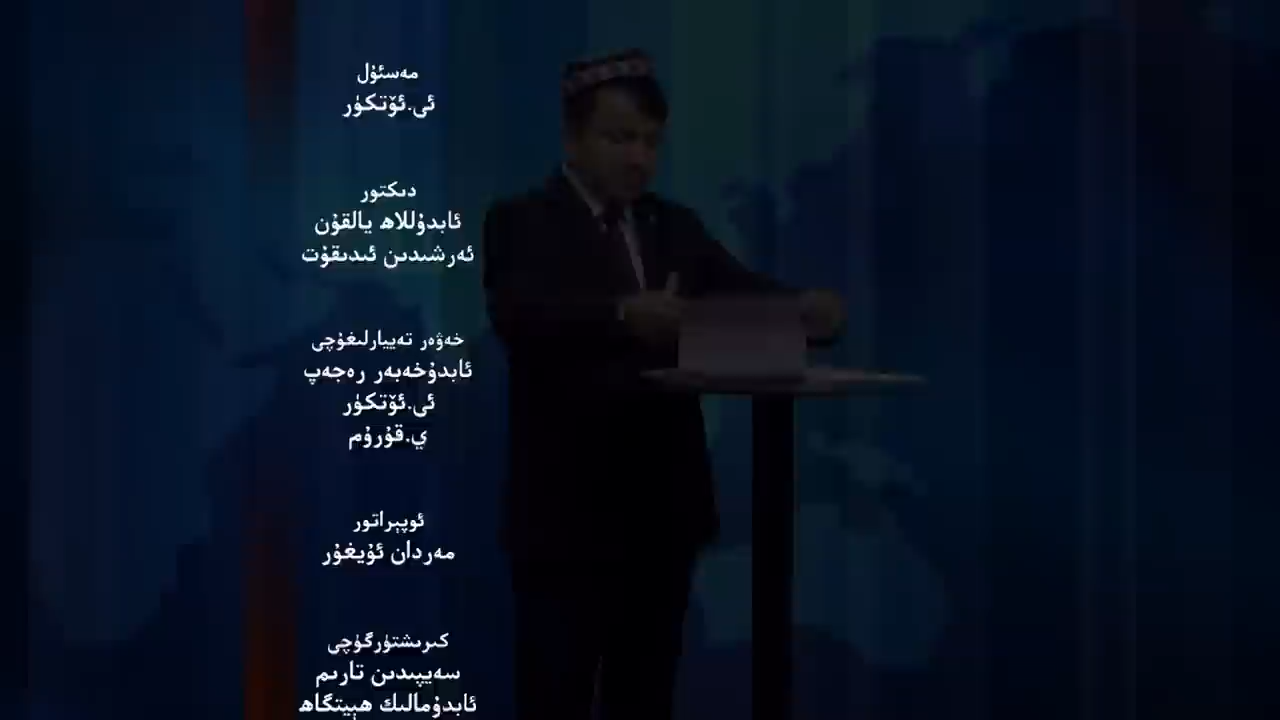 مەسئۇل
ئى.ئۆتكۈر
دىكتور
ئابدۇللاھ يالقۇن
ئەرشىدىن ئىدىقۇت
خەۋەر تەييارلىغۇچى
ئابدۇخەبەر رەجەپ
ئى.ئۆتكۈر
ي.قۇرۇم
ئوپېراتور
مەردان ئۇيغۇر
كىرىشتۈرگۈچى
سەيپىدىن تارىم
ئابدۇمالىك ھېيتگاھ